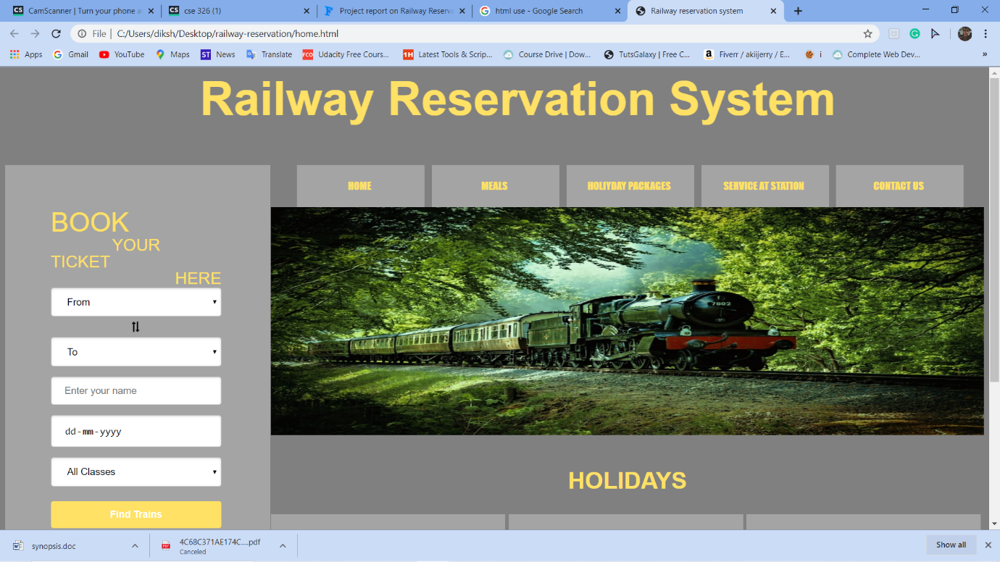 CamScanner | Turn your phone a
cse 326 (1)
Project report on Railway Reserva
html use - Google Search
Railway reservation system
File | C:/Users/diksh/Desktop/railway-reservation/home.html
Apps Gmail YouTube Maps News Translate Udacity Free Cours... Latest Tools & Scrip... Course Drive | Dow... TutsGalaxy | Free C... Fiverr / akiijerry / E... i Complete Web Dev... »
Railway Reservation System
HOME MEALS HOLIYDAY PACKAGES SERVICE AT STATION CONTACT US
BOOK
YOUR
TICKET
HERE
From
To
Enter your name
dd-mm-yyyy
All Classes
Find Trains
7802
HOLIDAYS
synopsis.doc
4C68C371AE174C....pdf
Canceled
Show all